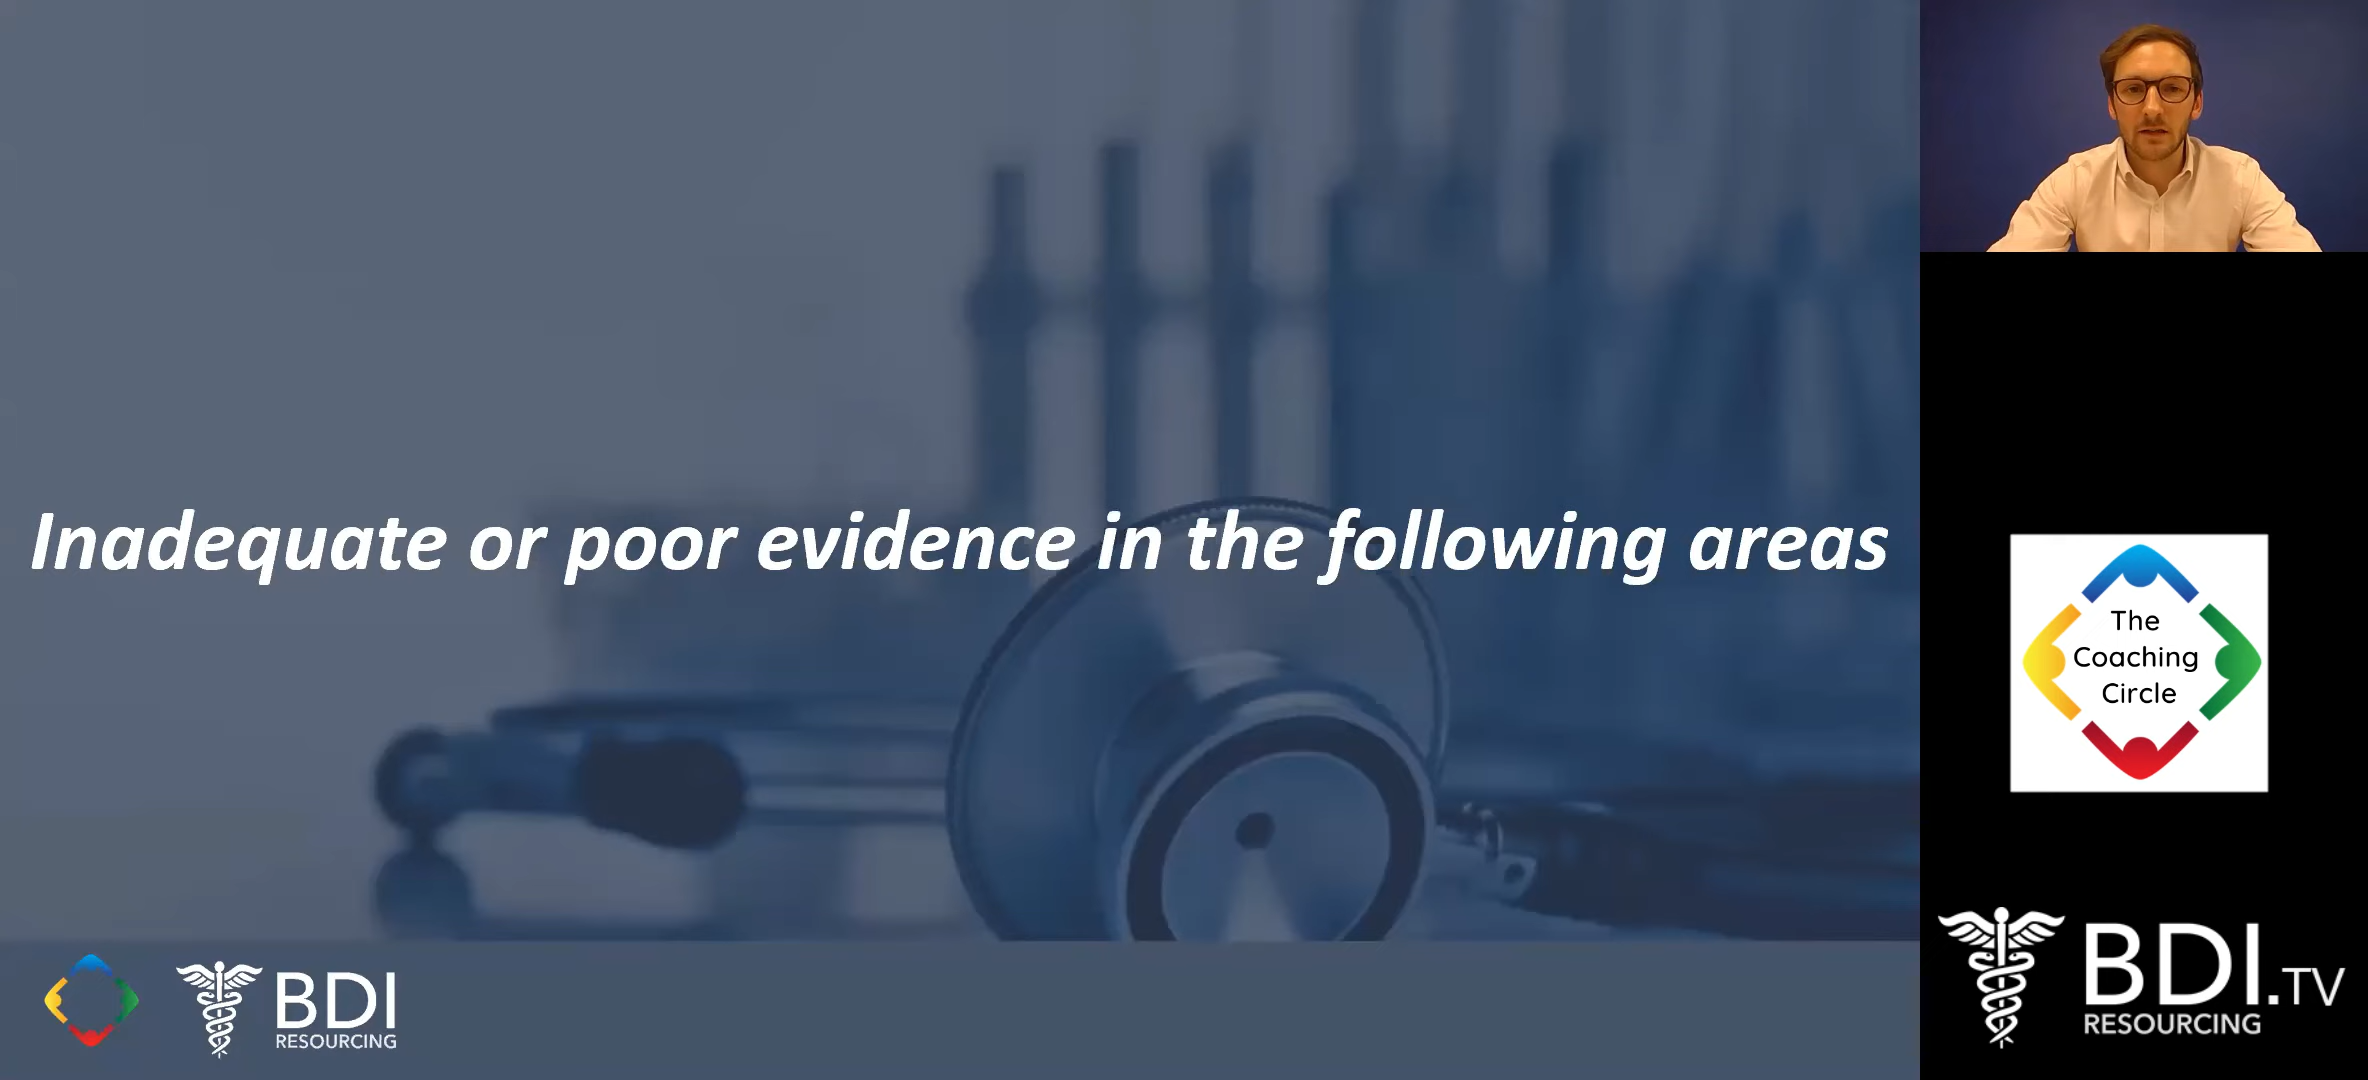 Inadequate or poor evidence in the following areas
BDI
RESOURCING
The
Coaching
Circle
BDI.TV
RESOURCING